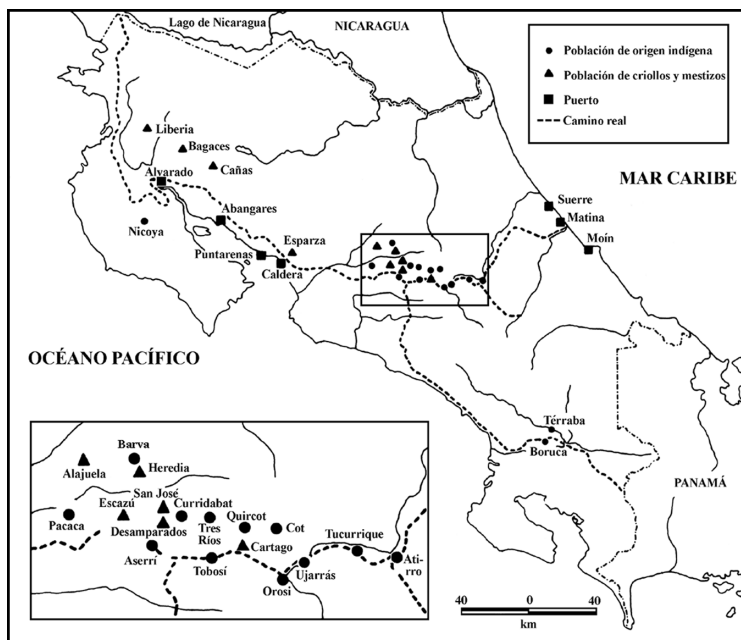 Lago de Nicaragua
NICARAGUA
Población de origen indígena
Población de criollos y mestizos
Puerto
Camino real
Liberia
Bagaces
Cañas
Alvarado
Abangares
Nicoya
Esparza
Puntarenas
Caldera
MAR CARIBE
Suerre
Matina
Moín
OCÉANO PACÍFICO
Térraba
Boruca
PANAMÁ
Barva
Alajuela
Heredia
San José
Escazú
Curridabat
Pacaca
Desamparados
Tres
Ríos
Quircot
Cot
Tucurrique
Aserrí
Cartago
Tobosí
Ujarrás
Ati-
rro
Orosi
40 0 40
km